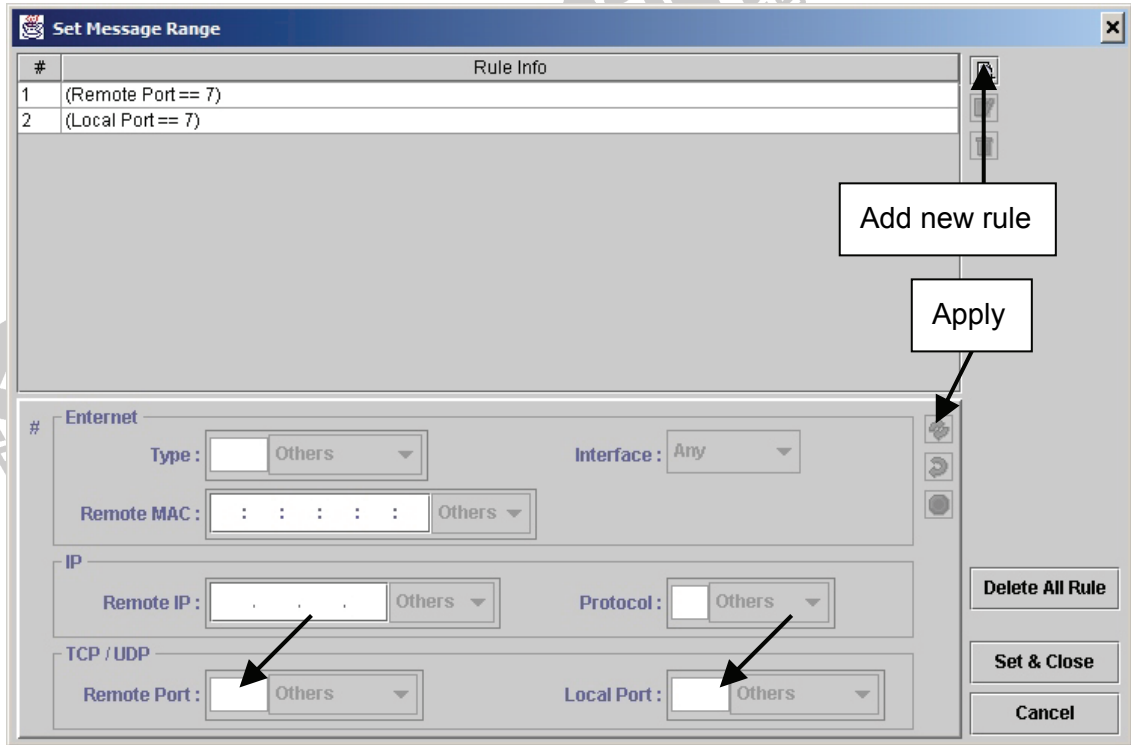 Set Message Range
# Rule Info
1 (Remote Port == 7)
2 (Local Port == 7)
Add new rule
Apply
# Enternet
Type : Others Interface : Any
Remote MAC : : : : : : Others
IP
Remote IP : . . . Others Protocol : Others
Delete All Rule
TCP / UDP
Set & Close
Remote Port : Others Local Port : Others
Cancel